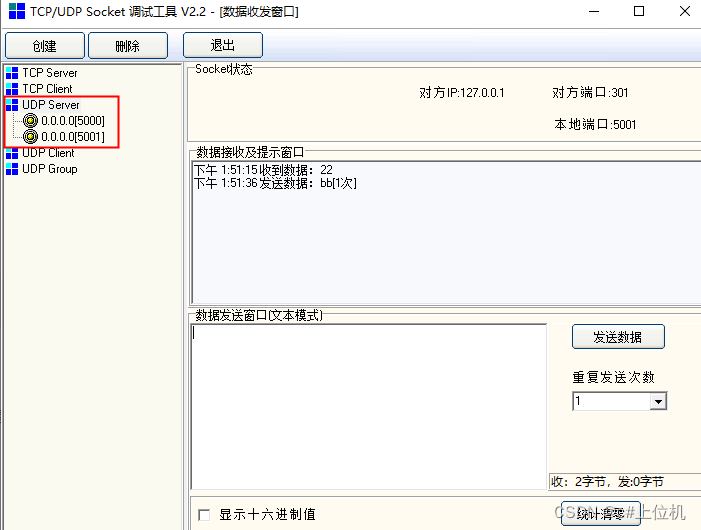 TCP/UDP Socket 调试工具 V2.2 - [数据收发窗口]
创建 删除 退出
TCP Server
TCP Client
UDP Server
0.0.0.0[5000]
0.0.0.0[5001]
UDP Client
UDP Group
Socket状态
对方IP:127.0.0.1 对方端口:301
本地端口:5001
数据接收及提示窗口
下午 1:51:15收到数据：22
下午 1:51:36发送数据：bb[1次]
数据发送窗口(文本模式)
发送数据
重复发送次数
1
收：2字节，发:0字节
显示十六进制值
统计清零